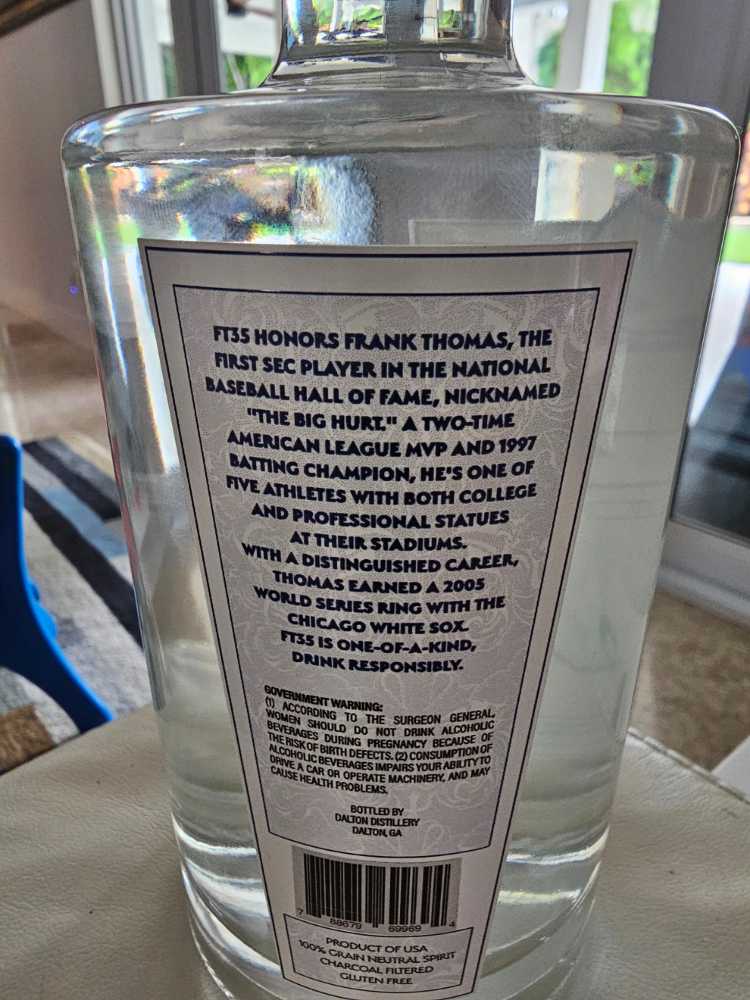 FT35 HONORS FRANK THOMAS, THE
FIRST SEC PLAYER IN THE NATIONAL
BASEBALL HALL OF FAME, NICKNAMED
"THE BIG HURT." A TWO-TIME
AMERICAN LEAGUE MVP AND 1997
BATTING CHAMPION, HE'S ONE OF
FIVE ATHLETES WITH BOTH COLLEGE
AND PROFESSIONAL STATUES
AT THEIR STADIUMS.
WITH A DISTINGUISHED CAREER,
THOMAS EARNED A 2005
WORLD SERIES RING WITH THE
CHICAGO WHITE SOX.
FT35 IS ONE-OF-A-KIND,
DRINK RESPONSIBLY.
GOVERNMENT WARNING:
(1) ACCORDING TO THE SURGEON GENERAL,
WOMEN SHOULD DO NOT DRINK ALCOHOLIC
BEVERAGES DURING PREGNANCY BECAUSE OF
THE RISK OF BIRTH DEFECTS. (2) CONSUMPTION OF
ALCOHOLIC BEVERAGES IMPAIRS YOUR ABILITY TO
DRIVE A CAR OR OPERATE MACHINERY, AND MAY
CAUSE HEALTH PROBLEMS.
BOTTLED BY
DALTON DISTILLERY
DALTON, GA
7 88679 69969 4
PRODUCT OF USA
100% GRAIN NEUTRAL SPIRIT
CHARCOAL FILTERED
GLUTEN FREE